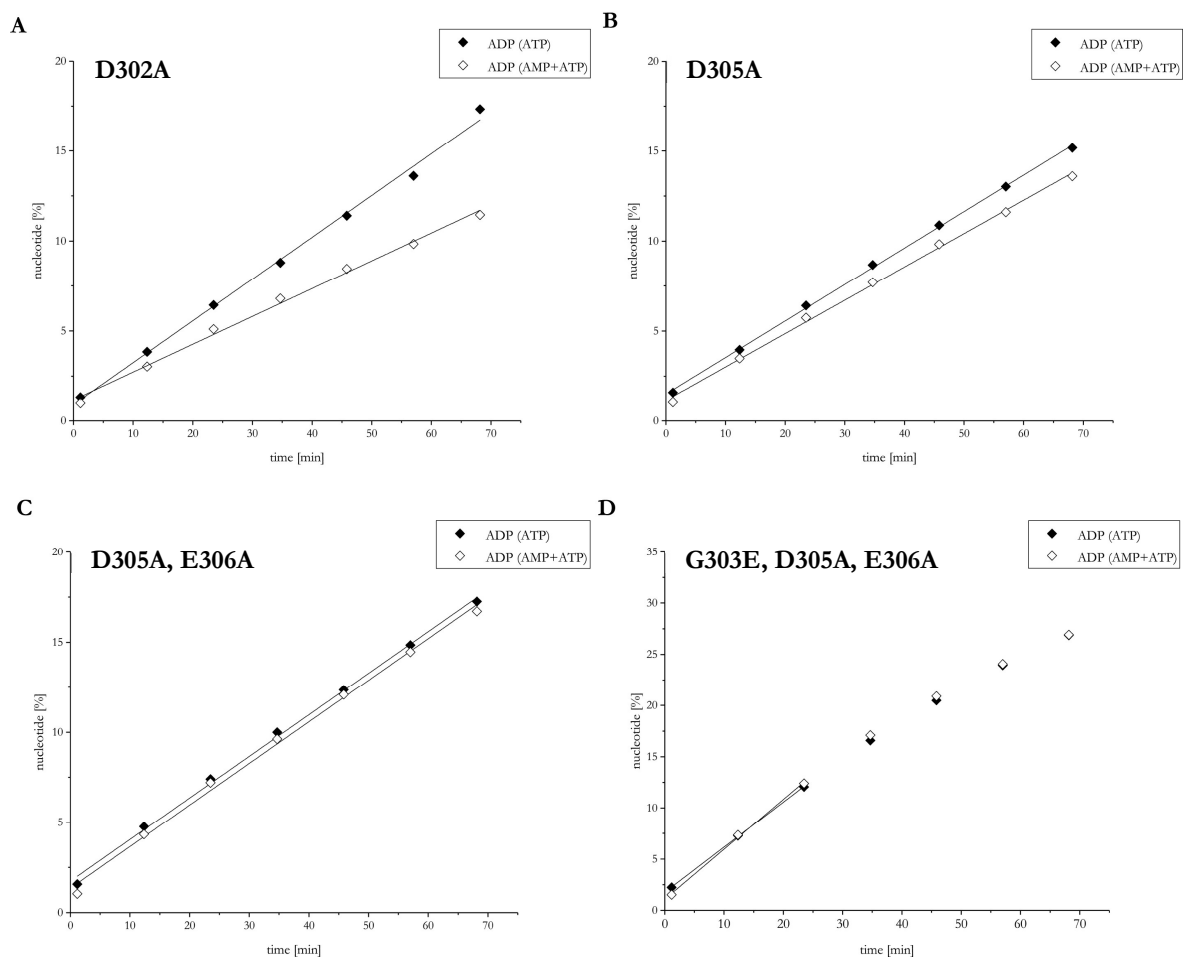 A
ADP (ATP)
ADP (AMP+ATP)
D302A
nucleotide [%]
20
15
10
5
0
0 10 20 30 40 50 60 70
time [min]
B
ADP (ATP)
ADP (AMP+ATP)
D305A
nucleotide [%]
20
15
10
5
0
0 10 20 30 40 50 60 70
time [min]
C
ADP (ATP)
ADP (AMP+ATP)
D305A, E306A
nucleotide [%]
20
15
10
5
0
0 10 20 30 40 50 60 70
time [min]
D
ADP (ATP)
ADP (AMP+ATP)
G303E, D305A, E306A
nucleotide [%]
35
30
25
20
15
10
5
0
0 10 20 30 40 50 60 70
time [min]